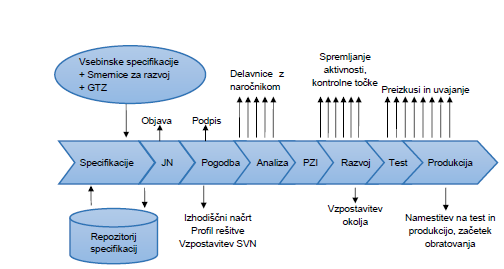 Vsebinske specifikacije
+ Smernice za razvoj
+ GTZ
Objava
Podpis
Delavnice z
naročnikom
Spremljanje
aktivnosti,
kontrolne točke
Preizkusi in uvajanje
Specifikacije
JN
Pogodba
Analiza
PZI
Razvoj
Test
Produkcija
Repozitorij
specifikacij
Izhodiščni načrt
Profil rešitve
Vzpostavitev SVN
Vzpostavitev
okolja
Namestitev na test in
produkcijo, začetek
obratovanja